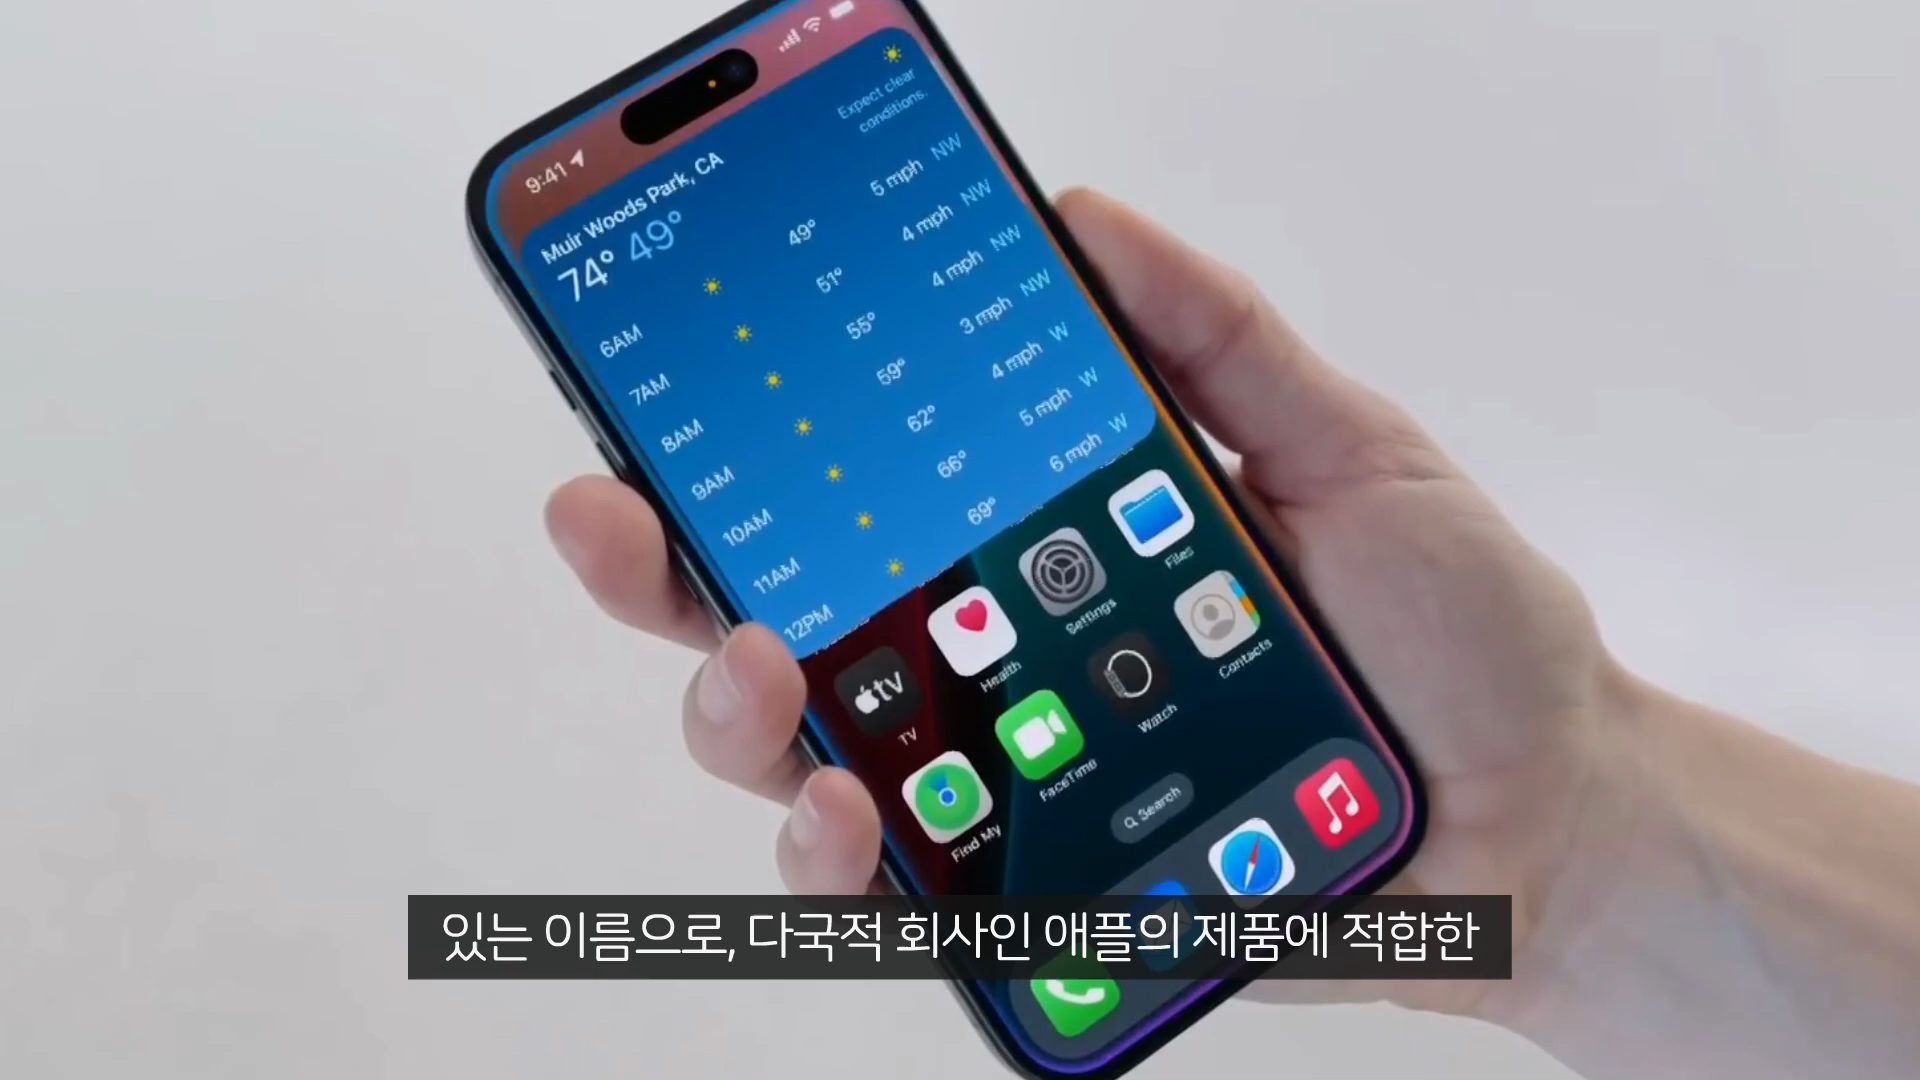 9:41
Expect clear
conditions.
Muir Woods Park, CA
74° 49°
6AM 49° 5 mph NW
7AM 51° 4 mph NW
8AM 55° 4 mph NW
9AM 59° 3 mph NW
10AM 62° 4 mph W
11AM 66° 5 mph W
12PM 69° 6 mph W
tv
TV
Health
Settings
Files
Find My
FaceTime
Watch
Contacts
Search
있는 이름으로, 다국적 회사인 애플의 제품에 적합한